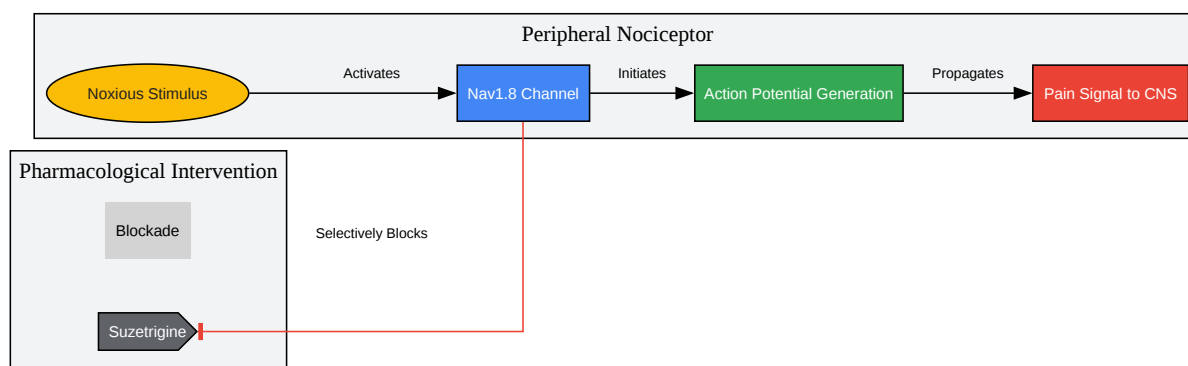 Peripheral Nociceptor
Noxious Stimulus
Activates
Nav1.8 Channel
Initiates
Action Potential Generation
Propagates
Pain Signal to CNS
Pharmacological Intervention
Blockade
Selectively Blocks
Suzetrigine